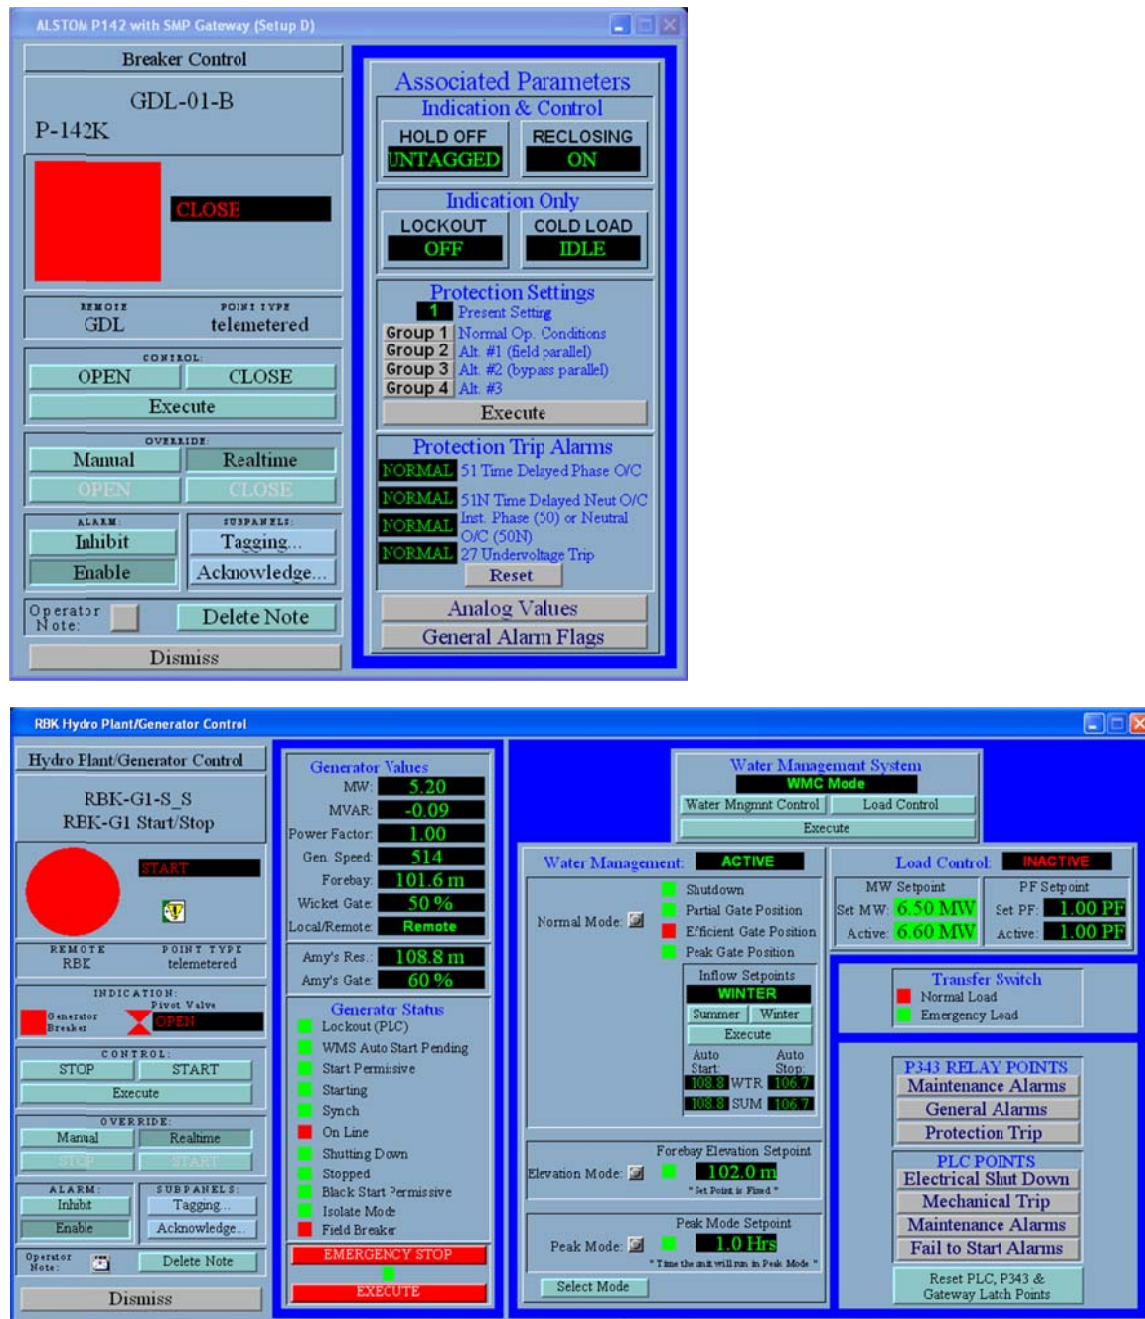 ALSTOM P142 with SMP Gateway (Setup D)
Breaker Control
GDL-01-B
P-142K
CLOSE
REMOTE POINT TYPE
GDL telemetered
CONTROL:
OPEN CLOSE
Execute
OVERRIDE:
Manual Realtime
OPEN CLOSE
ALARM: SUBPANELS:
Inhibit Tagging...
Enable Acknowledge...
Operator
Note: Delete Note
Dismiss
Associated Parameters
Indication & Control
HOLD OFF RECLOSING
UNTAGGED ON
Indication Only
LOCKOUT COLD LOAD
OFF IDLE
Protection Settings
1 Present Setting
Group 1 Normal Op. Conditions
Group 2 Alt. #1 (field parallel)
Group 3 Alt. #2 (bypass parallel)
Group 4 Alt. #3
Execute
Protection Trip Alarms
NORMAL 51 Time Delayed Phase O/C
NORMAL 51N Time Delayed Neut O/C
NORMAL Inst. Phase (50) or Neutral
O/C (50N)
NORMAL 27 Undervoltage Trip
Reset
Analog Values
General Alarm Flags
RBK Hydro Plant/Generator Control
Hydro Plant/Generator Control
RBK-G1-S_S
RBK-G1 Start/Stop
START
REMOTE POINT TYPE
RBK telemetered
INDICATION:
Generator
Breaker
Pivot Valve
OPEN
CONTROL:
STOP START
Execute
OVERRIDE:
Manual Realtime
STOP START
ALARM: SUBPANELS:
Inhibit Tagging...
Enable Acknowledge...
Operator
Note: Delete Note
Dismiss
Generator Values
MW: 5.20
MVAR: -0.09
Power Factor: 1.00
Gen. Speed: 514
Forebay: 101.6 m
Wicket Gate: 50 %
Local/Remote: Remote
Amy's Res.: 108.8 m
Amy's Gate: 60 %
Generator Status
Lockout (PLC)
WMS Auto Start Pending
Start Permissive
Starting
Synch
On Line
Shutting Down
Stopped
Black Start Permissive
Isolate Mode
Field Breaker
EMERGENCY STOP
EXECUTE
Water Management System
WMC Mode
Water Mngmnt Control Load Control
Execute
Water Management: ACTIVE
Normal Mode:
Shutdown
Partial Gate Position
Efficient Gate Position
Peak Gate Position
Inflow Setpoints
WINTER
Summer Winter
Execute
Auto Auto
Start: Stop:
108.8 WTR 106.7
108.8 SUM 106.7
Forebay Elevation Setpoint
Elevation Mode: 102.0 m
" Set Point is Fixed "
Peak Mode Setpoint
Peak Mode: 1.0 Hrs
" Time the unit will run in Peak Mode "
Select Mode
Load Control: INACTIVE
MW Setpoint PF Setpoint
Set MW: 6.50 MW Set PF: 1.00 PF
Active: 6.60 MW Active: 1.00 PF
Transfer Switch
Normal Load
Emergency Load
P343 RELAY POINTS
Maintenance Alarms
General Alarms
Protection Trip
PLC POINTS
Electrical Shut Down
Mechanical Trip
Maintenance Alarms
Fail to Start Alarms
Reset PLC, P343 &
Gateway Latch Points